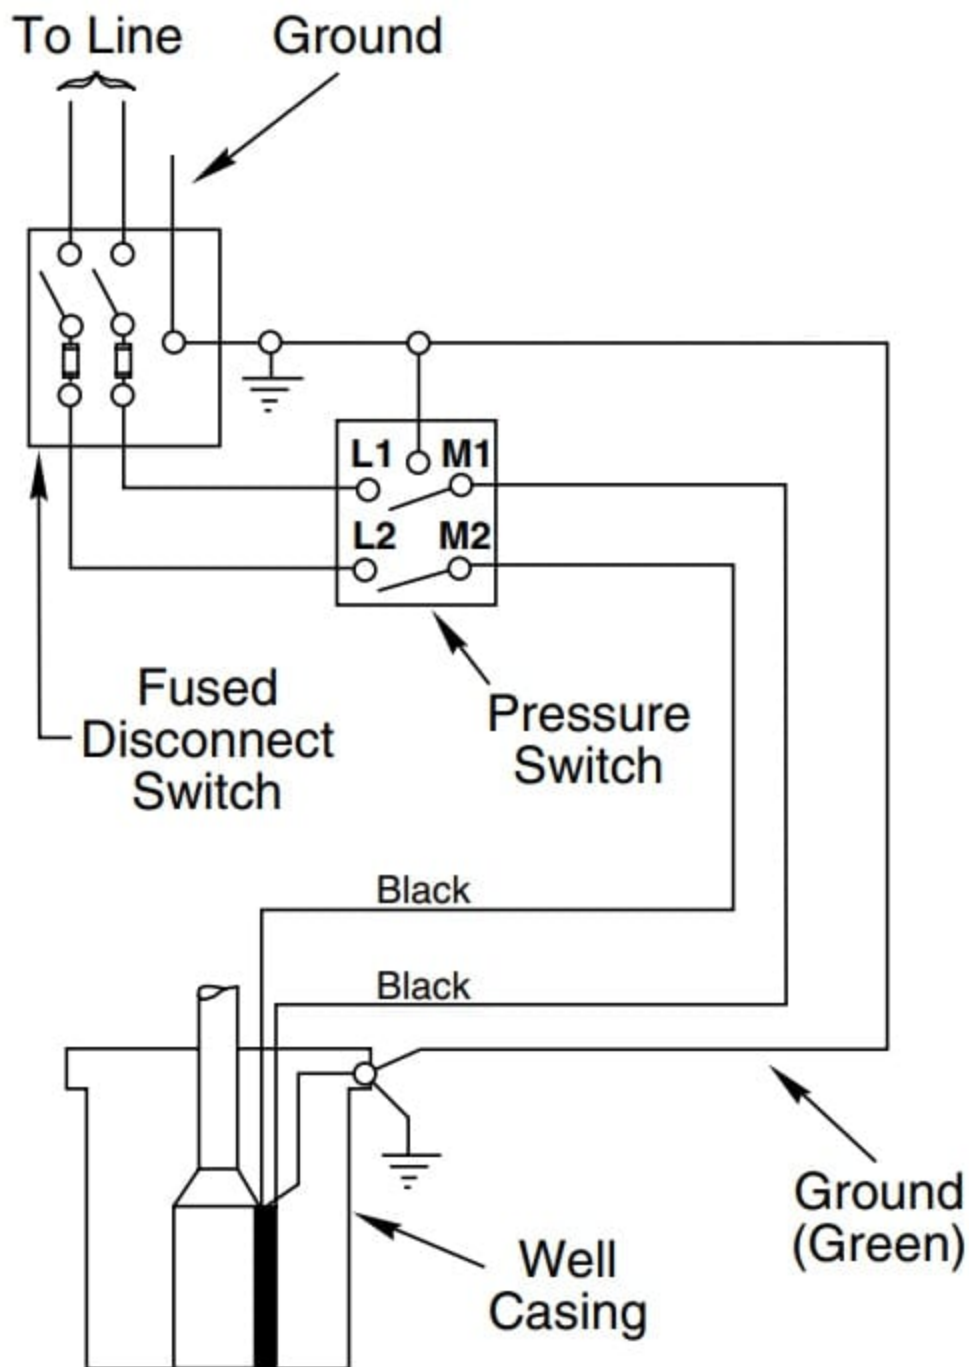 To Line
Ground
L1 M1
L2 M2
Fused
Disconnect
Switch
Pressure
Switch
Black
Black
Ground
(Green)
Well
Casing